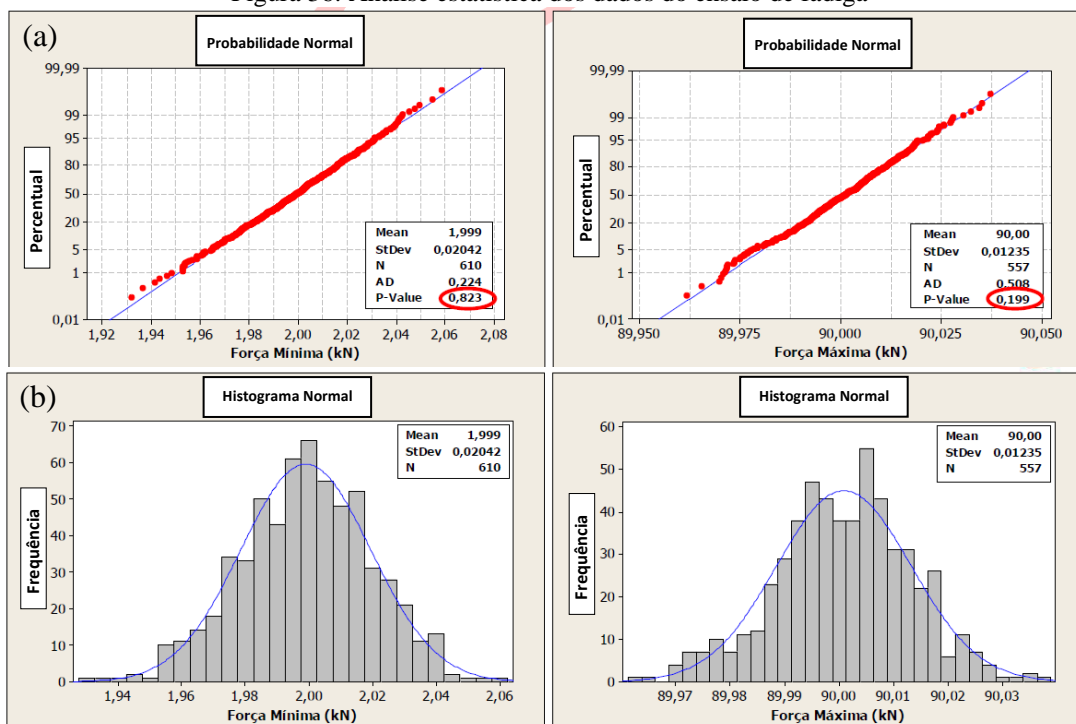 Figura 36: Análise estatística dos dados do ensaio de fadiga
(a)
Probabilidade Normal
99,99
99
95
80
50
20
5
1
0,01
Percentual
Mean 1,999
StDev 0,02042
N 610
AD 0,224
P-Value 0,823
1,92 1,94 1,96 1,98 2,00 2,02 2,04 2,06 2,08
Força Mínima (kN)
Probabilidade Normal
99,99
99
95
80
50
20
5
1
0,01
Percentual
Mean 90,00
StDev 0,01235
N 557
AD 0,508
P-Value 0,199
89,950 89,975 90,000 90,025 90,050
Força Máxima (kN)
(b)
Histograma Normal
70
60
50
40
30
20
10
0
Frequência
Mean 1,999
StDev 0,02042
N 610
1,94 1,96 1,98 2,00 2,02 2,04 2,06
Força Mínima (kN)
Histograma Normal
60
50
40
30
20
10
0
Frequência
Mean 90,00
StDev 0,01235
N 557
89,97 89,98 89,99 90,00 90,01 90,02 90,03
Força Máxima (kN)